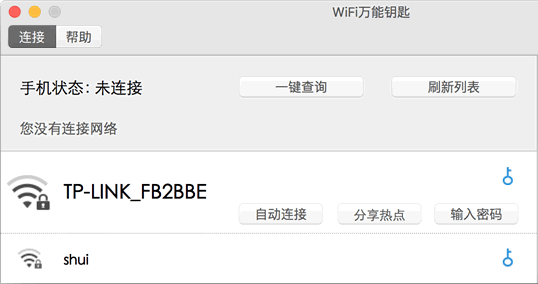 WiFi万能钥匙
连接 帮助
手机状态: 未连接 一键查询 刷新列表
您没有连接网络
TP-LINK_FB2BBE
自动连接 分享热点 输入密码
shui